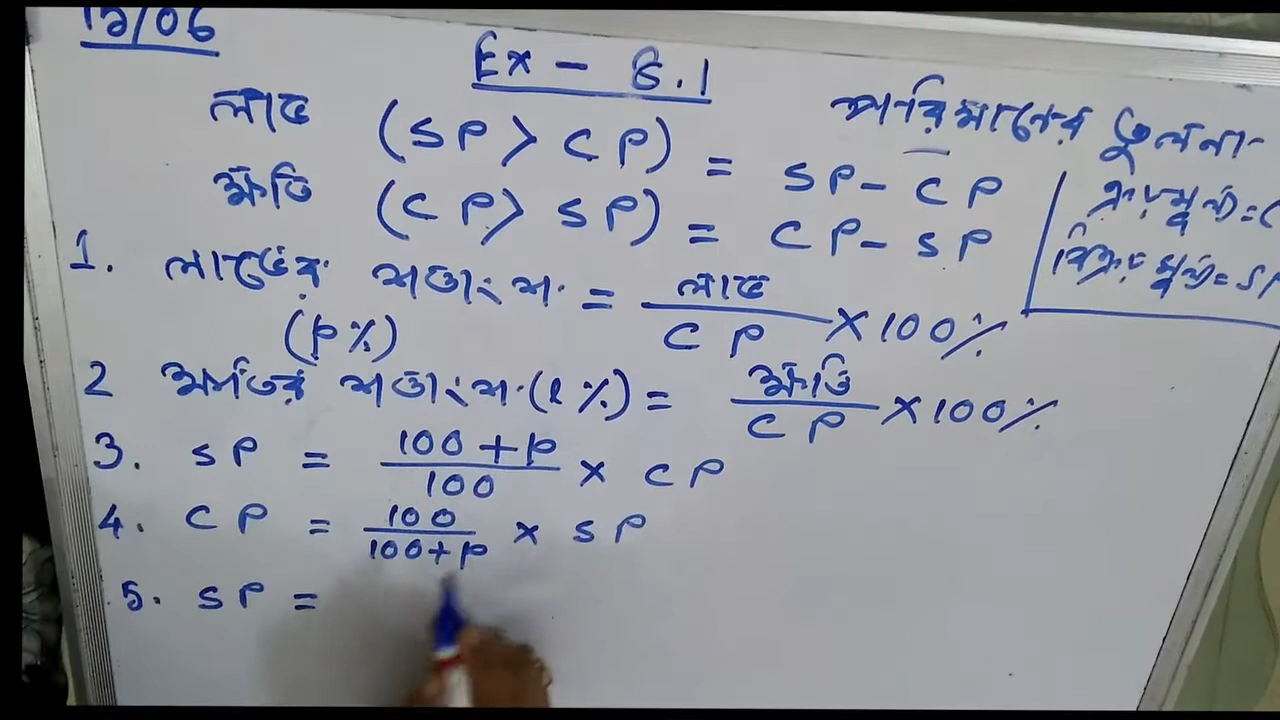 12/06
Ex - 8.1
পরিমাণের তুলনা
লাভ (SP > CP) = SP - CP
ক্ষতি (CP > SP) = CP - SP
ক্রয়মূল্য = C
বিক্রয় মূল্য = SP
1. লাভের শতাংশ = লাভ / CP × 100%
(p%)
2 ক্ষতির শতাংশ (l %) = ক্ষতি / CP × 100%
3. SP = 100 + p / 100 × CP
4. CP = 100 / 100+p × SP
5. SP =